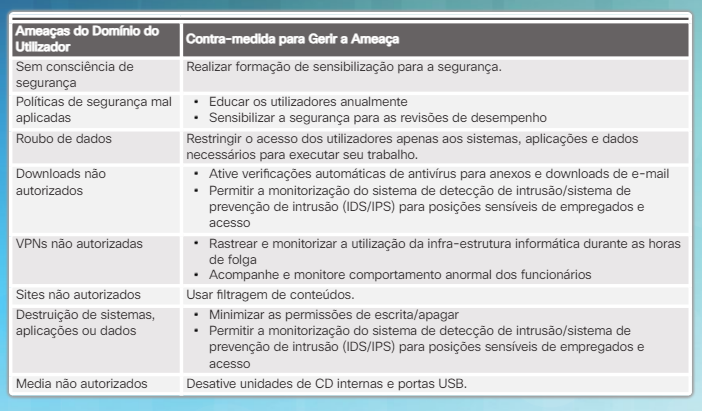 Ameaças do Domínio do
Utilizador
Contra-medida para Gerir a Ameaça
Sem consciência de
segurança
Realizar formação de sensibilização para a segurança.
Políticas de segurança mal
aplicadas
• Educar os utilizadores anualmente
• Sensibilizar a segurança para as revisões de desempenho
Roubo de dados
Restringir o acesso dos utilizadores apenas aos sistemas, aplicações e dados
necessários para executar seu trabalho.
Downloads não
autorizados
• Ative verificações automáticas de antivírus para anexos e downloads de e-mail
• Permitir a monitorização do sistema de detecção de intrusão/sistema de
prevenção de intrusão (IDS/IPS) para posições sensíveis de empregados e
acesso
VPNs não autorizadas
• Rastrear e monitorizar a utilização da infra-estrutura informática durante as horas
de folga
• Acompanhe e monitore comportamento anormal dos funcionários
Sites não autorizados
Usar filtragem de conteúdos.
Destruição de sistemas,
aplicações ou dados
• Minimizar as permissões de escrita/apagar
• Permitir a monitorização do sistema de detecção de intrusão/sistema de
prevenção de intrusão (IDS/IPS) para posições sensíveis de empregados e
acesso
Media não autorizados
Desative unidades de CD internas e portas USB.